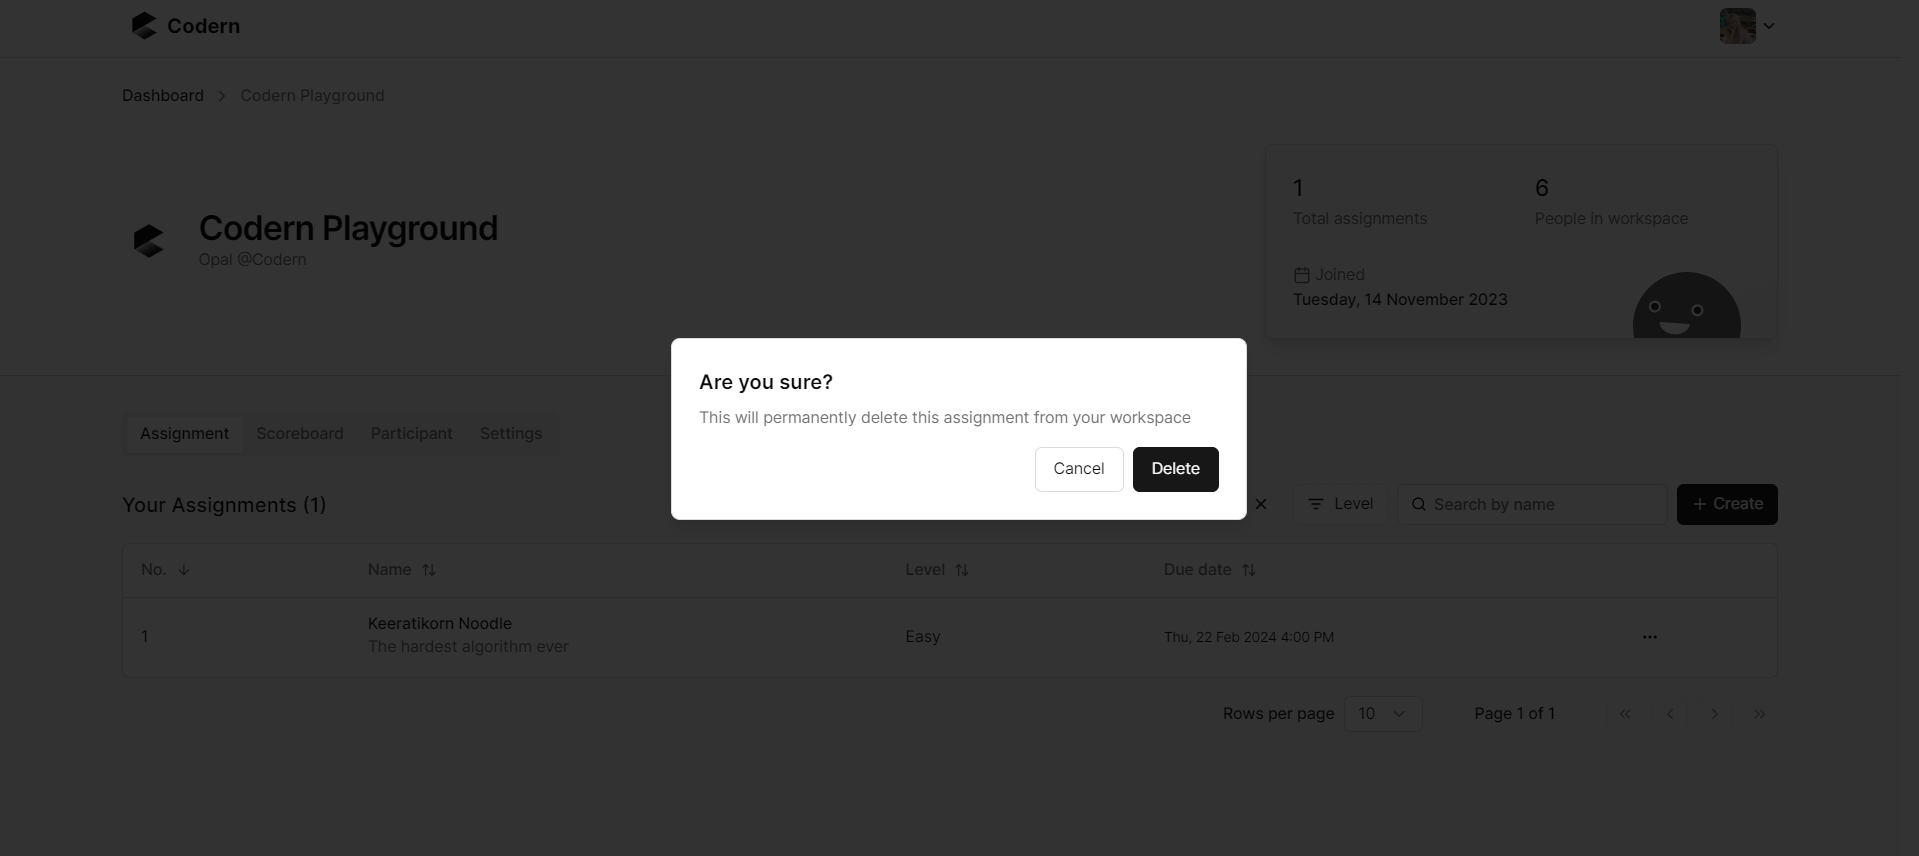 Codern
Dashboard > Codern Playground
Codern Playground
Opal @Codern
1
Total assignments
6
People in workspace
Joined
Tuesday, 14 November 2023
Are you sure?
This will permanently delete this assignment from your workspace
Cancel Delete
Assignment Scoreboard Participant Settings
Your Assignments (1)
Level Search by name + Create
No. Name Level Due date
1 Keeratikorn Noodle Easy Thu, 22 Feb 2024 4:00 PM
The hardest algorithm ever
Rows per page 10 Page 1 of 1